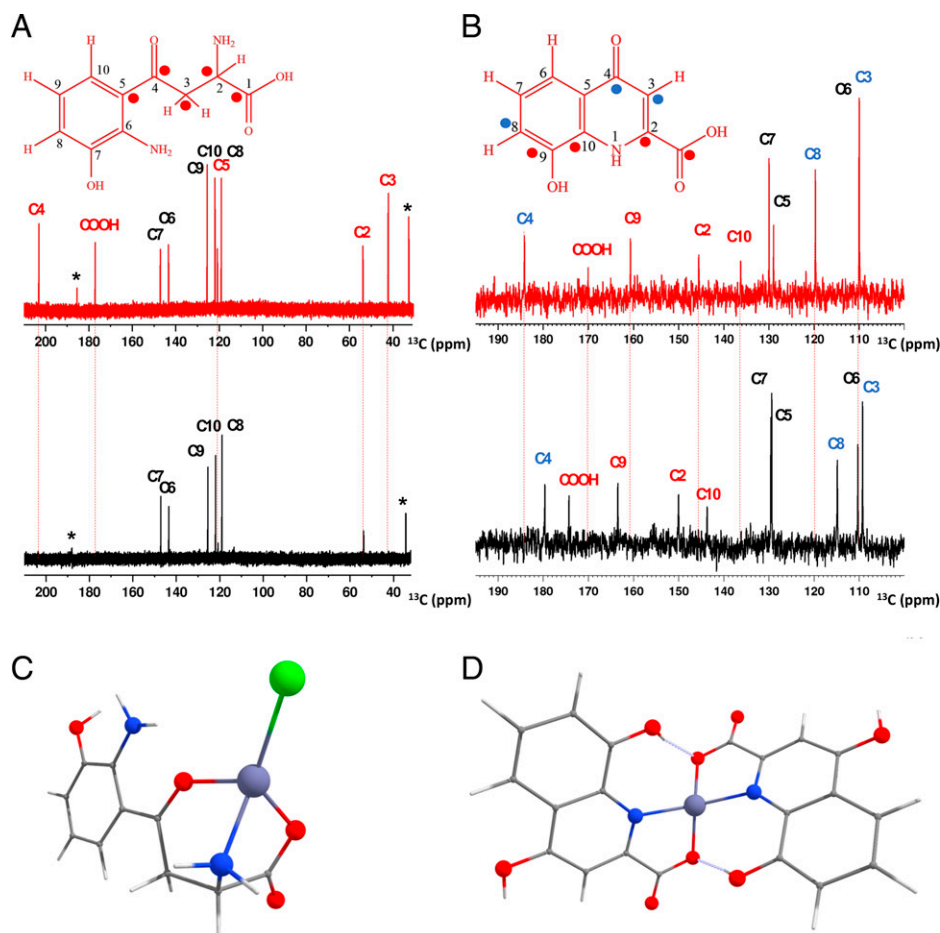 A
B
O
NH₂
H
H
10
4
3
2
1
OH
H
9
5
H
H
O
6
8
7
NH₂
H
OH
O
H
H
4
6
5
3
H
7
8
1
2
OH
H
9
10
NH
OH
O
C4
*
COOH
C7
C6
C9
C10
C5
C8
C2
C3
*
200 180 160 140 120 100 80 60 40 ¹³C (ppm)
C7
C6
C9
C10
C8
*
*
200 180 160 140 120 100 80 60 40 ¹³C (ppm)
C4
COOH
C9
C2
C10
C7
C5
C8
C6
C3
190 180 170 160 150 140 130 120 110 ¹³C (ppm)
C4
COOH
C9
C2
C10
C7
C5
C8
C6
C3
190 180 170 160 150 140 130 120 110 ¹³C (ppm)
C
D